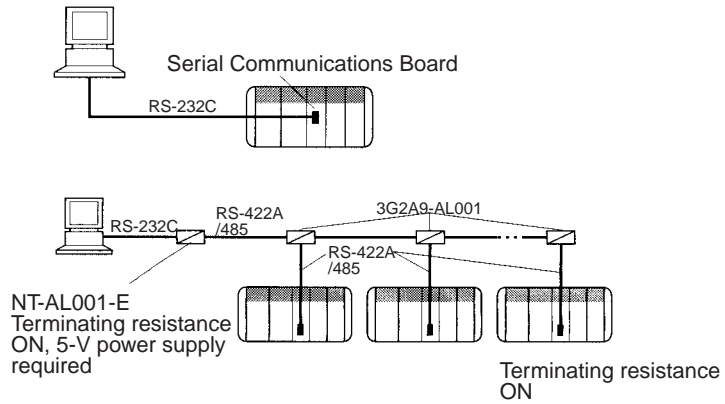 Serial Communications Board
RS-232C
3G2A9-AL001
RS-422A
/485
RS-232C
RS-422A
/485
NT-AL001-E
Terminating resistance
ON, 5-V power supply
required
Terminating resistance
ON